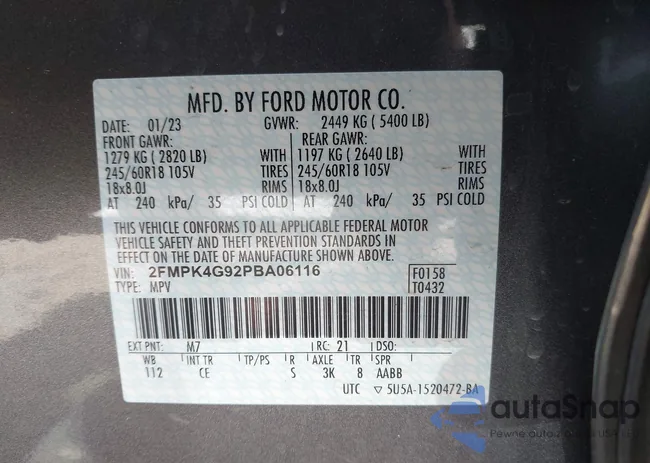 MFD. BY FORD MOTOR CO.
DATE: 01/23 GVWR: 2449 KG ( 5400 LB)
FRONT GAWR: REAR GAWR:
1279 KG ( 2820 LB) WITH 1197 KG ( 2640 LB) WITH
245/60R18 105V TIRES 245/60R18 105V TIRES
18x8.0J RIMS 18x8.0J RIMS
AT 240 kPa/ 35 PSI COLD AT 240 kPa/ 35 PSI COLD
THIS VEHICLE CONFORMS TO ALL APPLICABLE FEDERAL MOTOR
VEHICLE SAFETY AND THEFT PREVENTION STANDARDS IN
EFFECT ON THE DATE OF MANUFACTURE SHOWN ABOVE.
VIN: 2FMPK4G92PBA06116 F0158
TYPE: MPV T0432
EXT PNT: M7 RC: 21 DSO:
WB INT TR TP/PS R AXLE TR SPR
112 CE S 3K 8 AABB
UTC ▽ 5U5A-1520472-BA
autoSnap